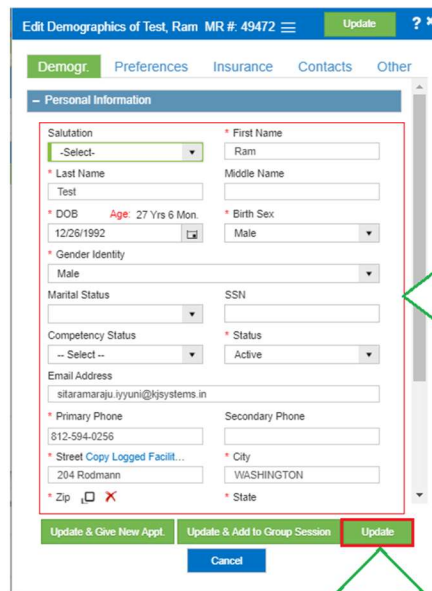 Edit Demographics of Test, Ram MR #: 49472 Update ?
Demogr. Preferences Insurance Contacts Other
– Personal Information
Salutation * First Name
-Select- Ram
* Last Name Middle Name
Test
* DOB Age: 27 Yrs 6 Mon. * Birth Sex
12/26/1992 Male
* Gender Identity
Male
Marital Status SSN
Competency Status * Status
-- Select -- Active
Email Address
sitaramaraju.iyyuni@kjsystems.in
* Primary Phone Secondary Phone
812-594-0256
* Street Copy Logged Facilit... * City
204 Rodmann WASHINGTON
* Zip * State
Update & Give New Appt. Update & Add to Group Session Update
Cancel